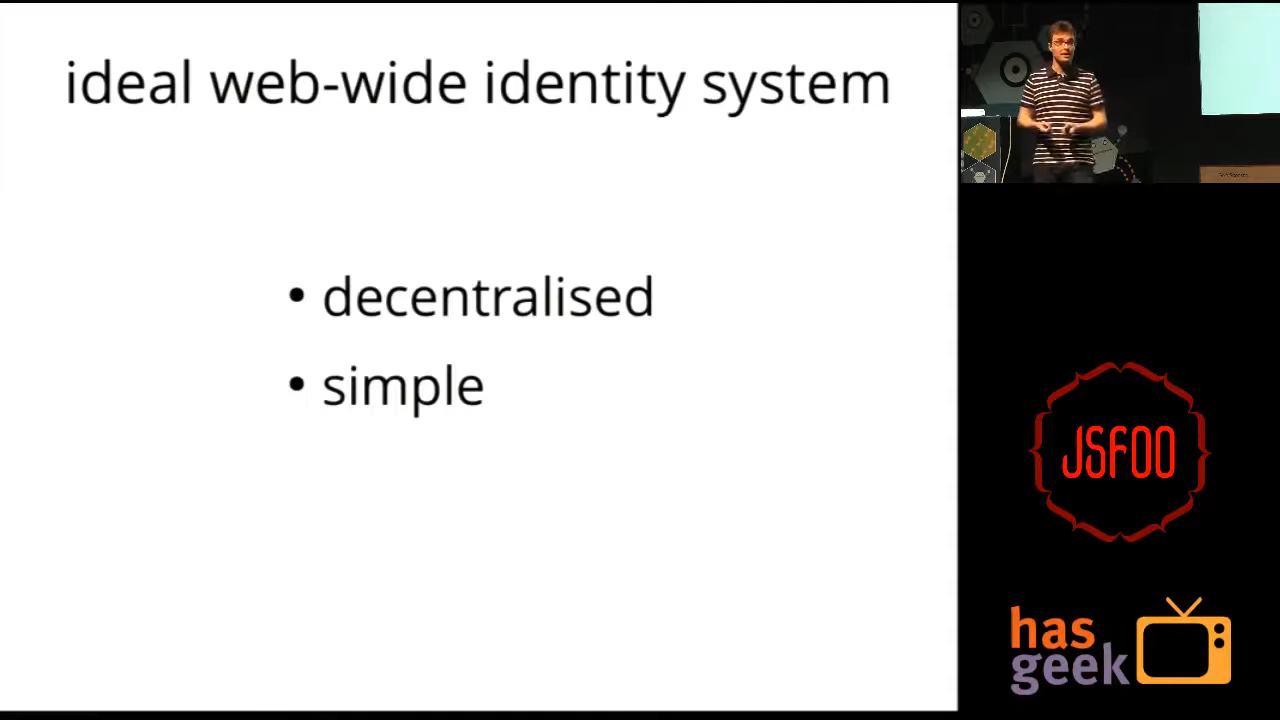 ideal web-wide identity system
• decentralised
• simple
JSFOO
has
geek